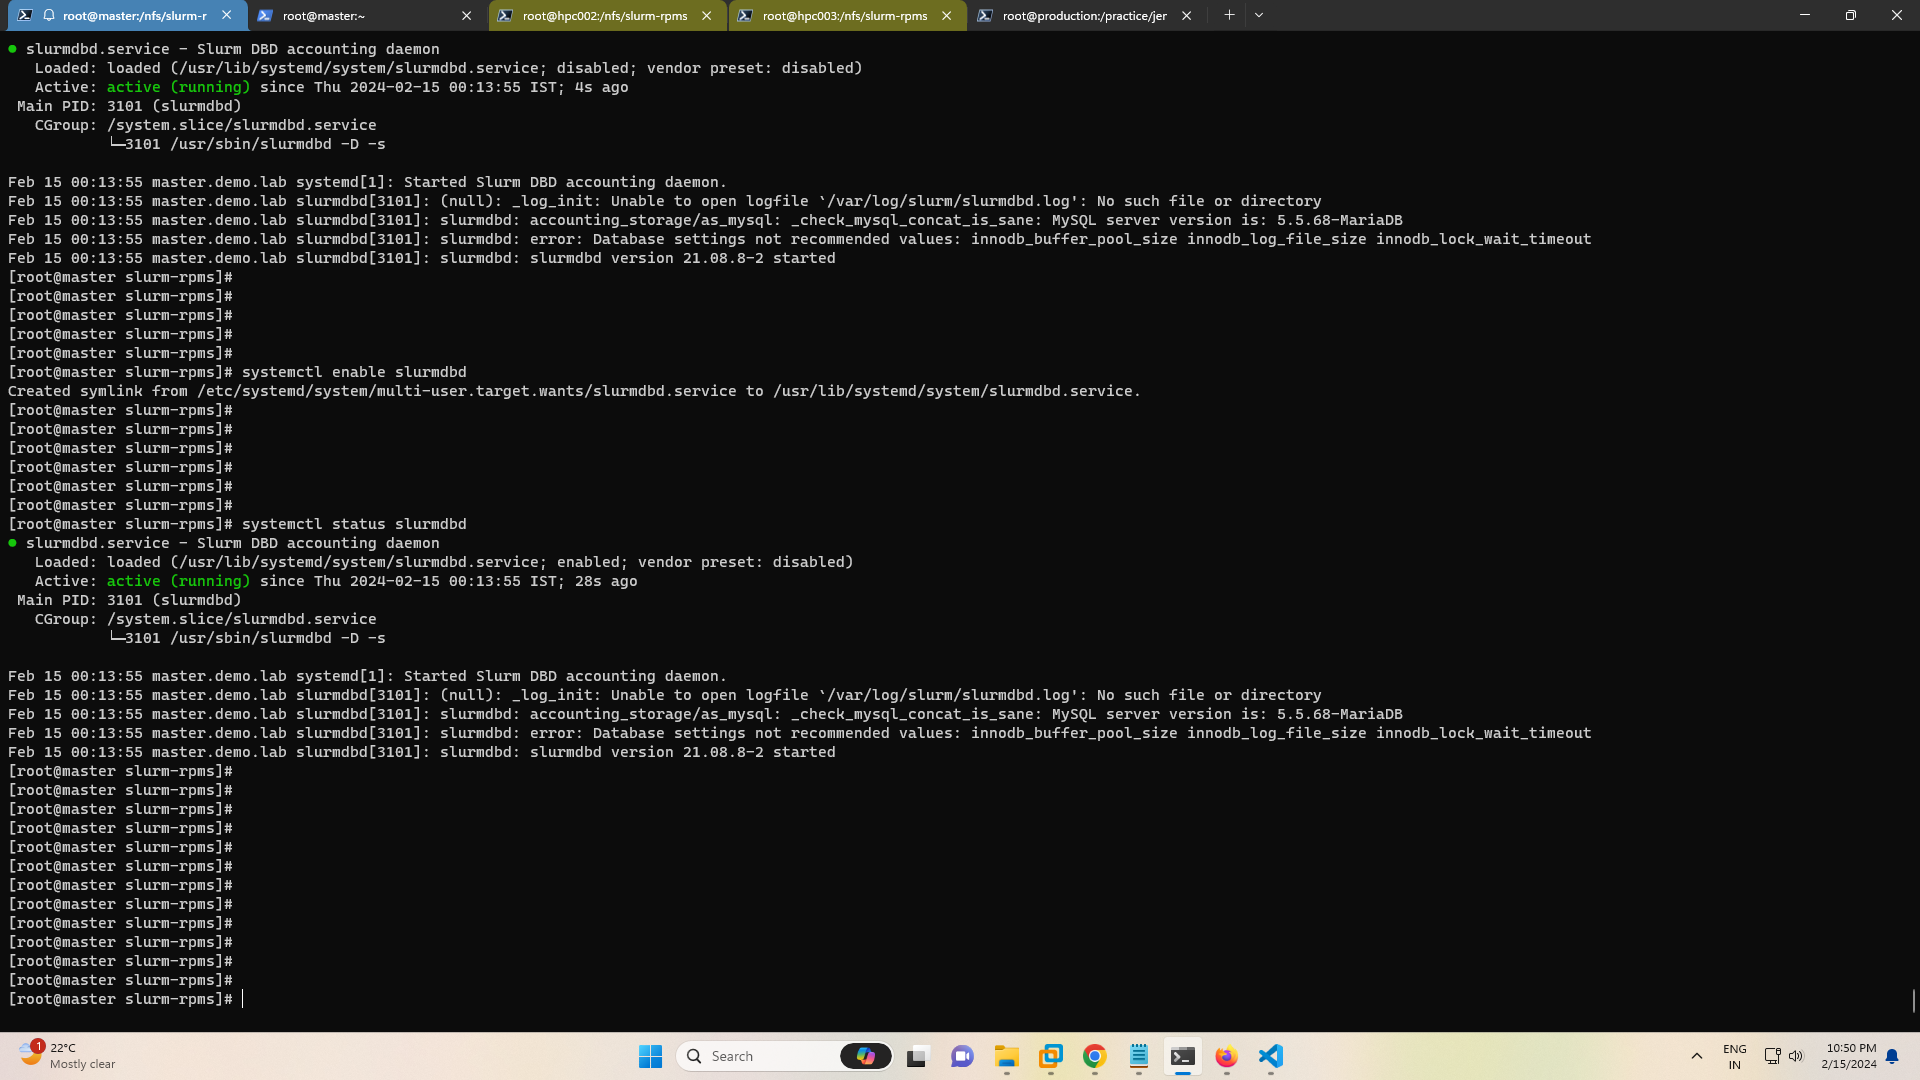 root@master:/nfs/slurm-r
root@master:~
root@hpc002:/nfs/slurm-rpms
root@hpc003:/nfs/slurm-rpms
root@production:/practice/jer
● slurmdbd.service - Slurm DBD accounting daemon
Loaded: loaded (/usr/lib/systemd/system/slurmdbd.service; disabled; vendor preset: disabled)
Active: active (running) since Thu 2024-02-15 00:13:55 IST; 4s ago
Main PID: 3101 (slurmdbd)
CGroup: /system.slice/slurmdbd.service
└─3101 /usr/sbin/slurmdbd -D -s
Feb 15 00:13:55 master.demo.lab systemd[1]: Started Slurm DBD accounting daemon.
Feb 15 00:13:55 master.demo.lab slurmdbd[3101]: (null): _log_init: Unable to open logfile `/var/log/slurm/slurmdbd.log': No such file or directory
Feb 15 00:13:55 master.demo.lab slurmdbd[3101]: slurmdbd: accounting_storage/as_mysql: _check_mysql_concat_is_sane: MySQL server version is: 5.5.68-MariaDB
Feb 15 00:13:55 master.demo.lab slurmdbd[3101]: slurmdbd: error: Database settings not recommended values: innodb_buffer_pool_size innodb_log_file_size innodb_lock_wait_timeout
Feb 15 00:13:55 master.demo.lab slurmdbd[3101]: slurmdbd: slurmdbd version 21.08.8-2 started
[root@master slurm-rpms]#
[root@master slurm-rpms]#
[root@master slurm-rpms]#
[root@master slurm-rpms]#
[root@master slurm-rpms]#
[root@master slurm-rpms]# systemctl enable slurmdbd
Created symlink from /etc/systemd/system/multi-user.target.wants/slurmdbd.service to /usr/lib/systemd/system/slurmdbd.service.
[root@master slurm-rpms]#
[root@master slurm-rpms]#
[root@master slurm-rpms]#
[root@master slurm-rpms]#
[root@master slurm-rpms]#
[root@master slurm-rpms]#
[root@master slurm-rpms]# systemctl status slurmdbd
● slurmdbd.service - Slurm DBD accounting daemon
Loaded: loaded (/usr/lib/systemd/system/slurmdbd.service; enabled; vendor preset: disabled)
Active: active (running) since Thu 2024-02-15 00:13:55 IST; 28s ago
Main PID: 3101 (slurmdbd)
CGroup: /system.slice/slurmdbd.service
└─3101 /usr/sbin/slurmdbd -D -s
Feb 15 00:13:55 master.demo.lab systemd[1]: Started Slurm DBD accounting daemon.
Feb 15 00:13:55 master.demo.lab slurmdbd[3101]: (null): _log_init: Unable to open logfile `/var/log/slurm/slurmdbd.log': No such file or directory
Feb 15 00:13:55 master.demo.lab slurmdbd[3101]: slurmdbd: accounting_storage/as_mysql: _check_mysql_concat_is_sane: MySQL server version is: 5.5.68-MariaDB
Feb 15 00:13:55 master.demo.lab slurmdbd[3101]: slurmdbd: error: Database settings not recommended values: innodb_buffer_pool_size innodb_log_file_size innodb_lock_wait_timeout
Feb 15 00:13:55 master.demo.lab slurmdbd[3101]: slurmdbd: slurmdbd version 21.08.8-2 started
[root@master slurm-rpms]#
[root@master slurm-rpms]#
[root@master slurm-rpms]#
[root@master slurm-rpms]#
[root@master slurm-rpms]#
[root@master slurm-rpms]#
[root@master slurm-rpms]#
[root@master slurm-rpms]#
[root@master slurm-rpms]#
[root@master slurm-rpms]#
[root@master slurm-rpms]#
[root@master slurm-rpms]#
[root@master slurm-rpms]#
1
22°C
Mostly clear
Search
ENG
IN
10:50 PM
2/15/2024